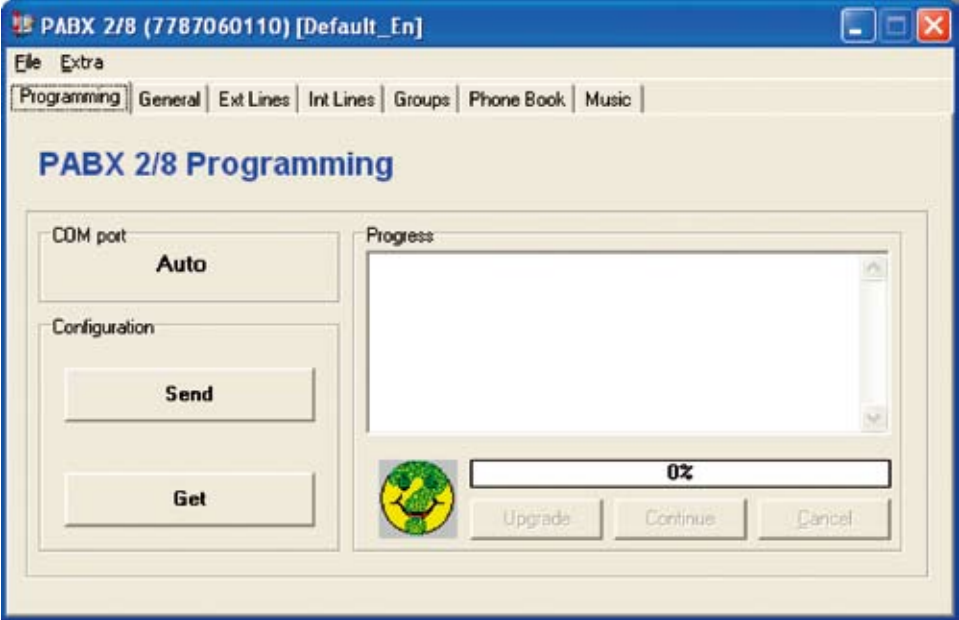 PABX 2/8 (7787060110) [Default_En]
File Extra
Programming General Ext Lines Int Lines Groups Phone Book Music
PABX 2/8 Programming
COM port
Auto
Configuration
Send
Get
Progress
0%
Upgrade Continue Cancel